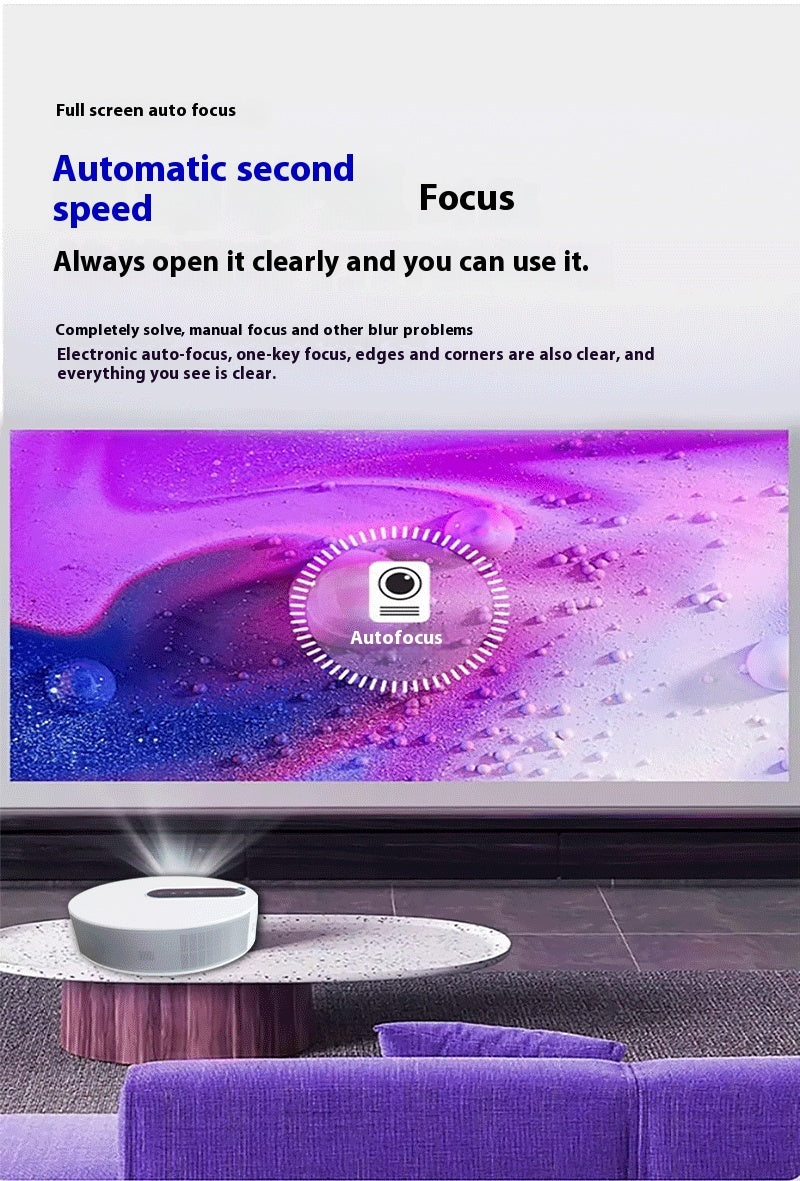 Full screen auto focus
Automatic second
speed
Focus
Always open it clearly and you can use it.
Completely solve, manual focus and other blur problems
Electronic auto-focus, one-key focus, edges and corners are also clear, and
everything you see is clear.
Autofocus